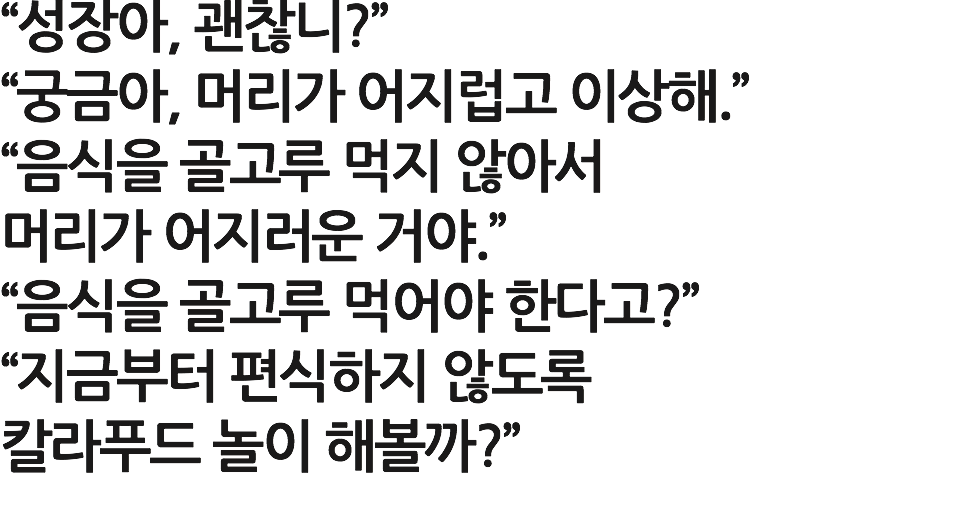 “성장아, 괜찮니?”
“궁금아, 머리가 어지럽고 이상해.”
“음식을 골고루 먹지 않아서
머리가 어지러운 거야.”
“음식을 골고루 먹어야 한다고?”
“지금부터 편식하지 않도록
칼라푸드 놀이 해볼까?”